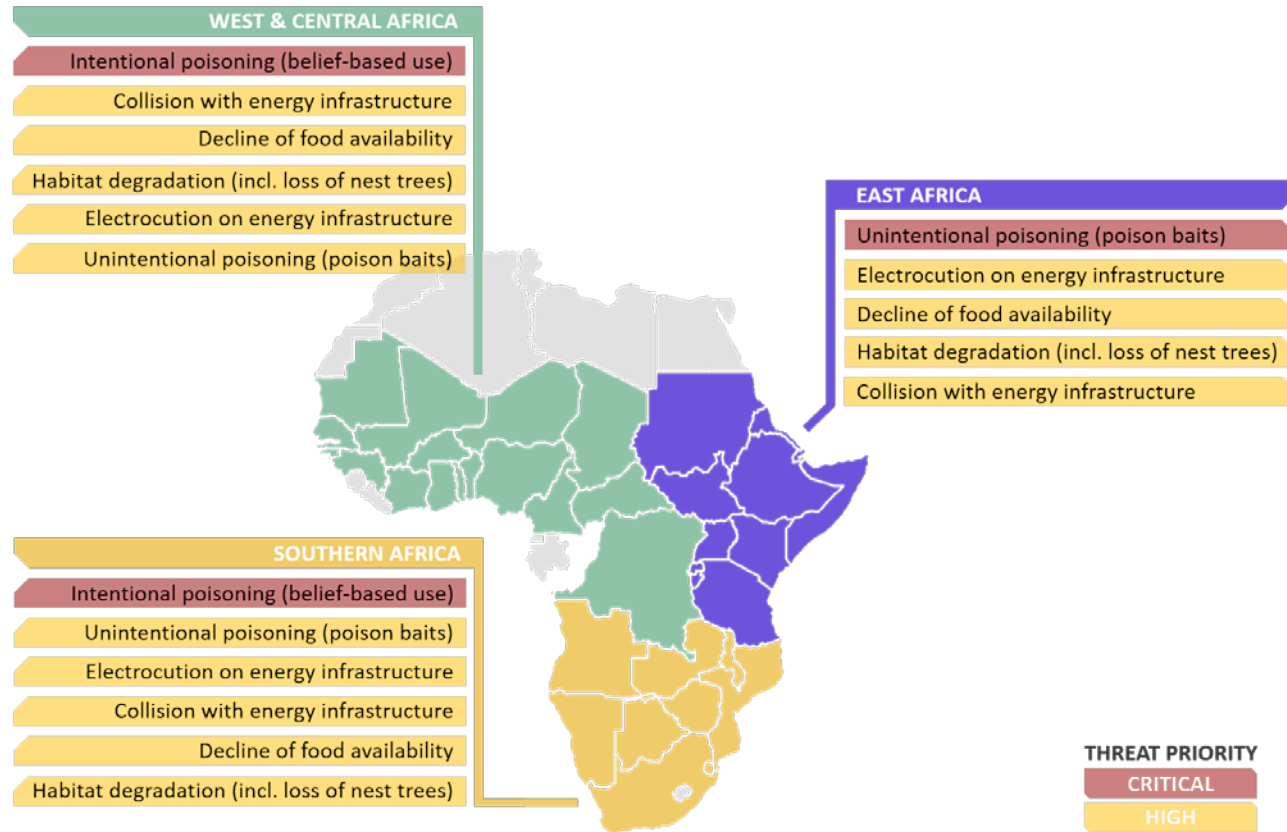 WEST & CENTRAL AFRICA
Intentional poisoning (belief-based use)
Collision with energy infrastructure
Decline of food availability
Habitat degradation (incl. loss of nest trees)
Electrocution on energy infrastructure
Unintentional poisoning (poison baits)
EAST AFRICA
Unintentional poisoning (poison baits)
Electrocution on energy infrastructure
Decline of food availability
Habitat degradation (incl. loss of nest trees)
Collision with energy infrastructure
SOUTHERN AFRICA
Intentional poisoning (belief-based use)
Unintentional poisoning (poison baits)
Electrocution on energy infrastructure
Collision with energy infrastructure
Decline of food availability
Habitat degradation (incl. loss of nest trees)
THREAT PRIORITY
CRITICAL
HIGH